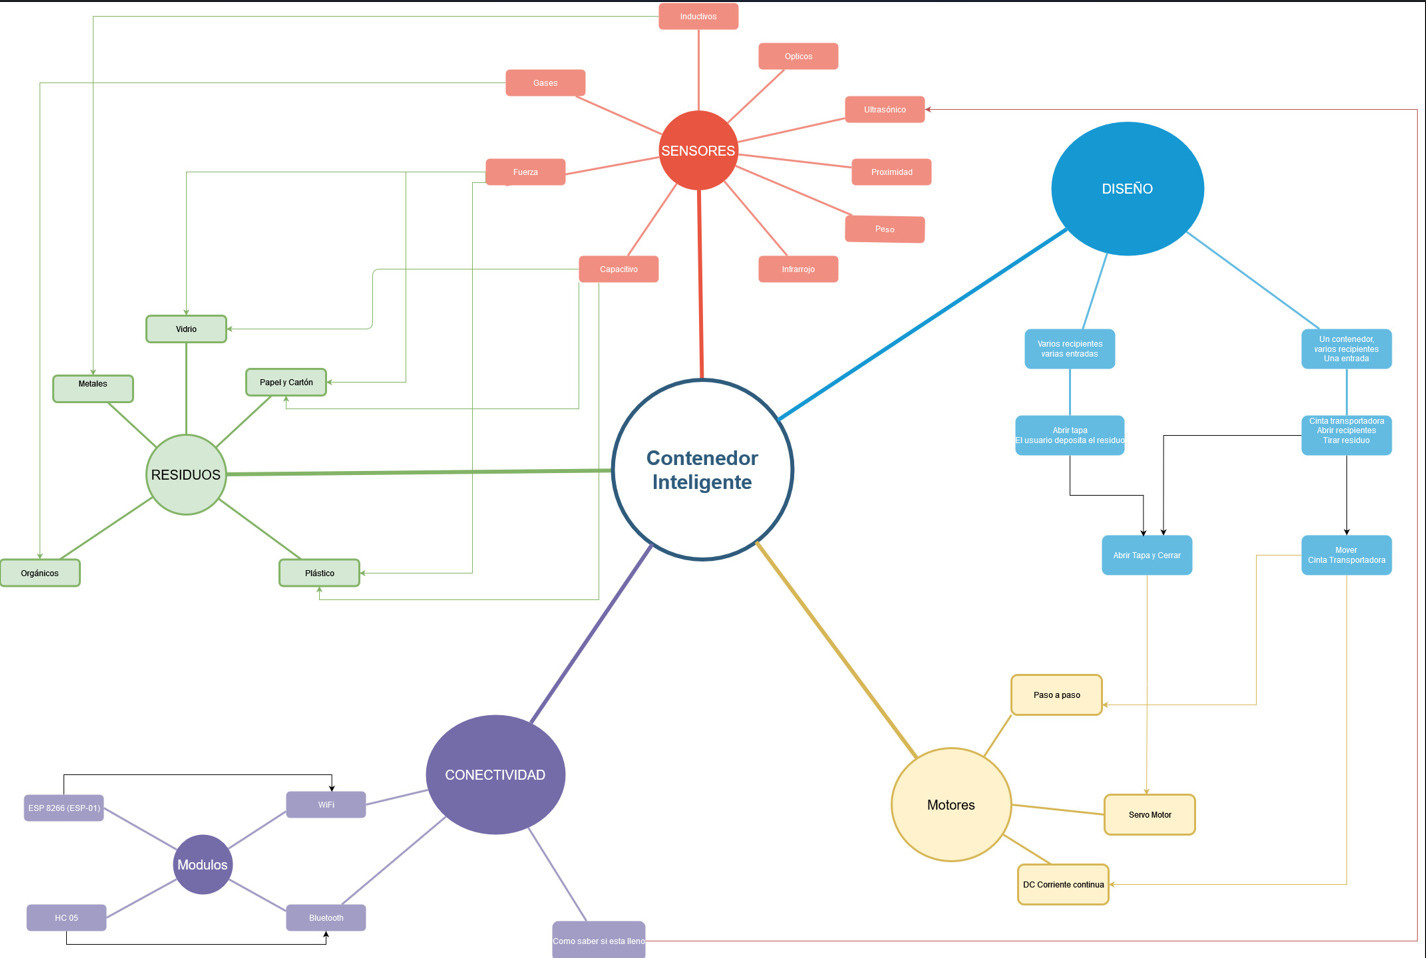 Inductivos
Opticos
Gases
Ultrasónico
SENSORES
Fuerza
Proximidad
Peso
Capacitivo
Infrarrojo
DISEÑO
Vidrio
Metales
Papel y Cartón
RESIDUOS
Orgánicos
Plástico
Contenedor
Inteligente
Varios recipientes
varias entradas
Un contenedor,
varios recipientes
Una entrada
Abrir tapa
El usuario deposita el residuo
Cinta transportadora
Abrir recipientes
Tirar residuo
Abrir Tapa y Cerrar
Mover
Cinta Transportadora
Paso a paso
Motores
Servo Motor
DC Corriente continua
CONECTIVIDAD
ESP 8266 (ESP-01)
WiFi
Modulos
HC 05
Bluetooth
Como saber si esta lleno